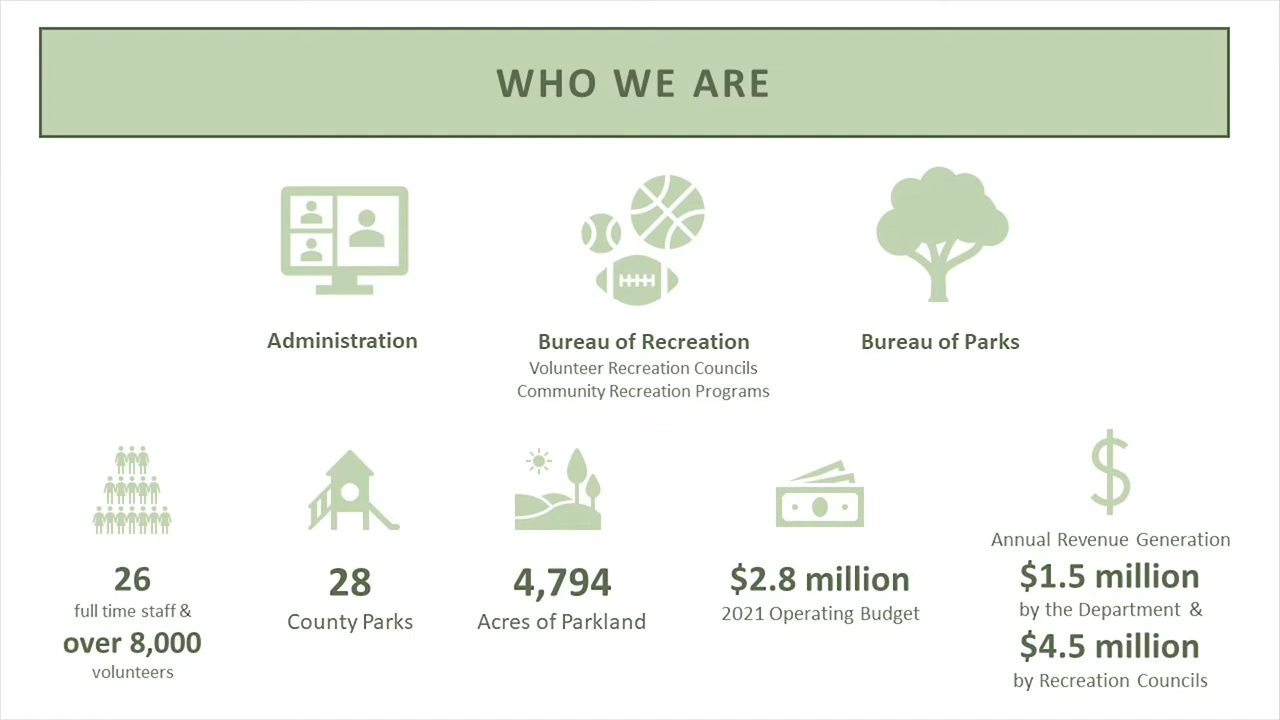 WHO WE ARE
Administration
Bureau of Recreation
Volunteer Recreation Councils
Community Recreation Programs
Bureau of Parks
26
full time staff &
over 8,000
volunteers
28
County Parks
4,794
Acres of Parkland
$2.8 million
2021 Operating Budget
$
Annual Revenue Generation
$1.5 million
by the Department &
$4.5 million
by Recreation Councils